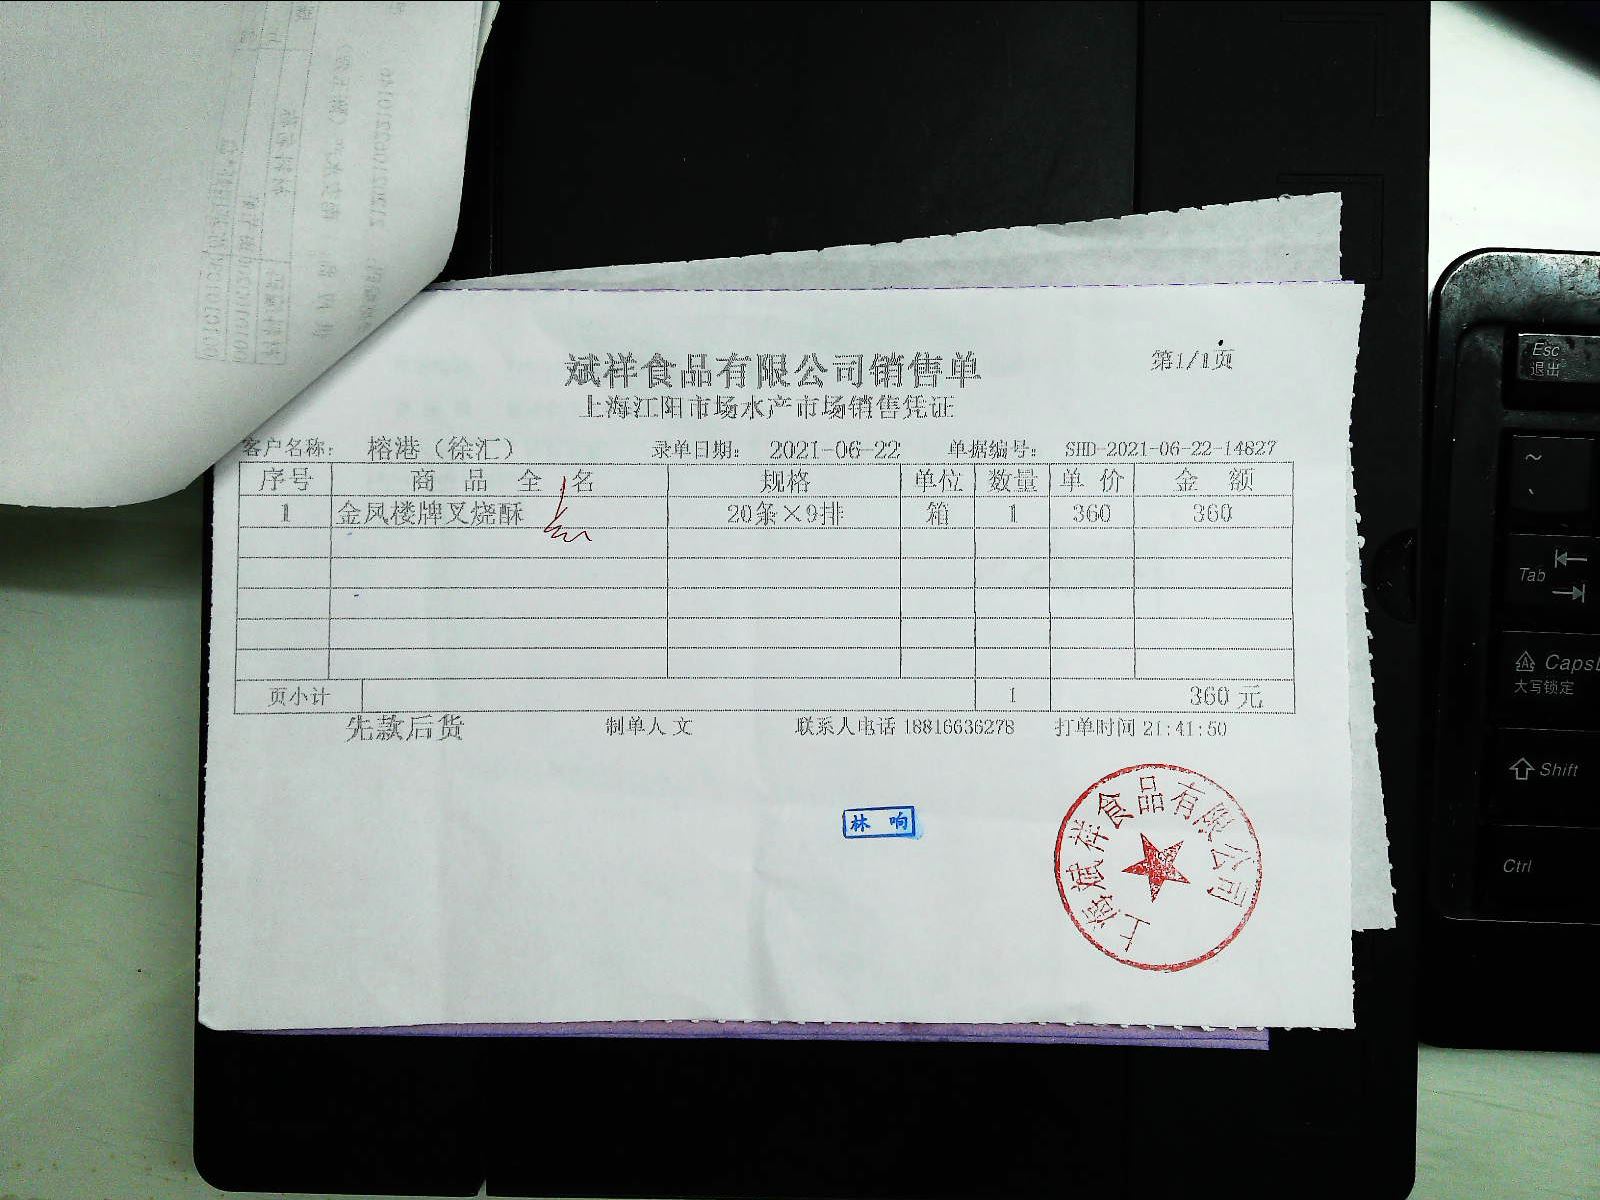 斌祥食品有限公司销售单
第1/1页
上海江阳市场水产市场销售凭证
客户名称： 榕港（徐汇） 录单日期： 2021-06-22 单据编号： SHD-2021-06-22-14827
序号 商品全名 规格 单位 数量 单价 金额
1 金凤楼牌叉烧酥 20条×9排 箱 1 360 360
页小计 1 360元
先款后货 制单人 文 联系人电话 18816636278 打单时间 21:41:50
林响
上海斌祥食品有限公司
Esc
退出
~
Tab
Caps
大写锁定
Shift
Ctrl